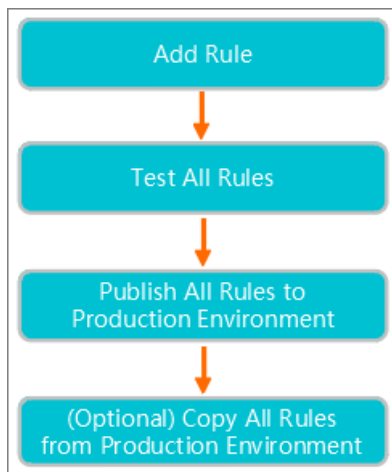 Add Rule
Test All Rules
Publish All Rules to
Production Environment
(Optional) Copy All Rules
from Production Environment